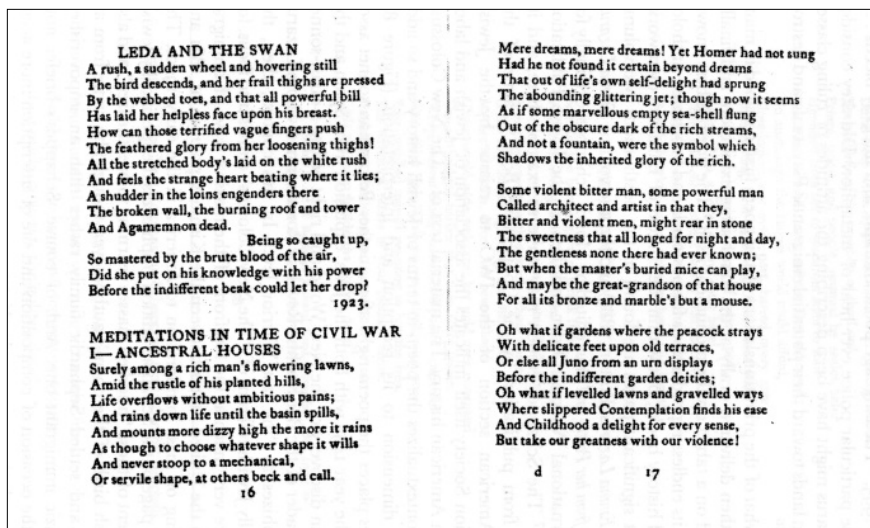 LEDA AND THE SWAN
A rush, a sudden wheel and hovering still
The bird descends, and her frail thighs are pressed
By the webbed toes, and that all powerful bill
Has laid her helpless face upon his breast.
How can those terrified vague fingers push
The feathered glory from her loosening thighs!
All the stretched body's laid on the white rush
And feels the strange heart beating where it lies;
A shudder in the loins engenders there
The broken wall, the burning roof and tower
And Agamemnon dead.
Being so caught up,
So mastered by the brute blood of the air,
Did she put on his knowledge with his power
Before the indifferent beak could let her drop?
1923.
MEDITATIONS IN TIME OF CIVIL WAR
I—ANCESTRAL HOUSES
Surely among a rich man's flowering lawns,
Amid the rustle of his planted hills,
Life overflows without ambitious pains;
And rains down life until the basin spills,
And mounts more dizzy high the more it rains
As though to choose whatever shape it wills
And never stoop to a mechanical,
Or servile shape, at others beck and call.
16
Mere dreams, mere dreams! Yet Homer had not sung
Had he not found it certain beyond dreams
That out of life's own self-delight had sprung
The abounding glittering jet; though now it seems
As if some marvellous empty sea-shell flung
Out of the obscure dark of the rich streams,
And not a fountain, were the symbol which
Shadows the inherited glory of the rich.
Some violent bitter man, some powerful man
Called architect and artist in that they,
Bitter and violent men, might rear in stone
The sweetness that all longed for night and day,
The gentleness none there had ever known;
But when the master's buried mice can play,
And maybe the great-grandson of that house
For all its bronze and marble's but a mouse.
Oh what if gardens where the peacock strays
With delicate feet upon old terraces,
Or else all Juno from an urn displays
Before the indifferent garden deities;
Oh what if levelled lawns and gravelled ways
Where slippered Contemplation finds his ease
And Childhood a delight for every sense,
But take our greatness with our violence!
d 17